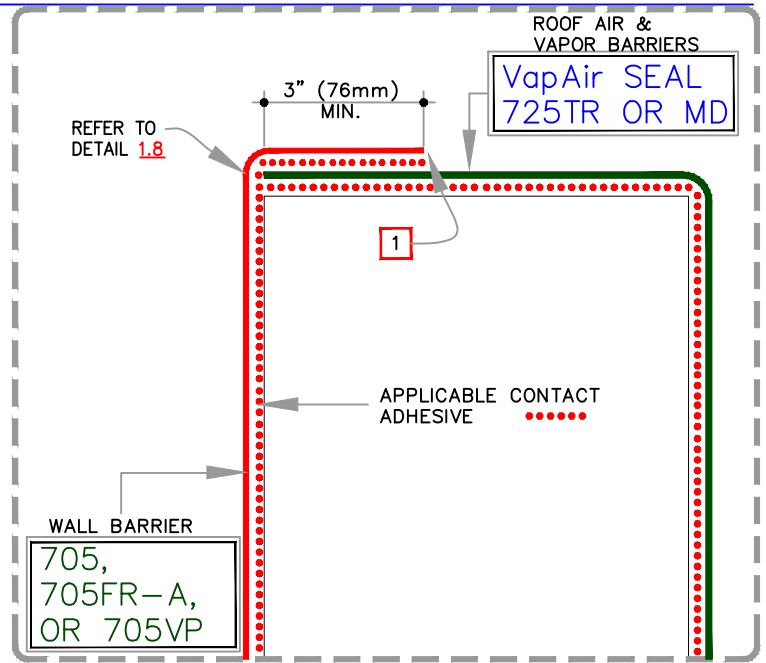 ROOF AIR &
VAPOR BARRIERS
VapAir SEAL
725TR OR MD
3" (76mm)
MIN.
REFER TO
DETAIL 1.8
1
APPLICABLE CONTACT
ADHESIVE
WALL BARRIER
705,
705FR-A,
OR 705VP